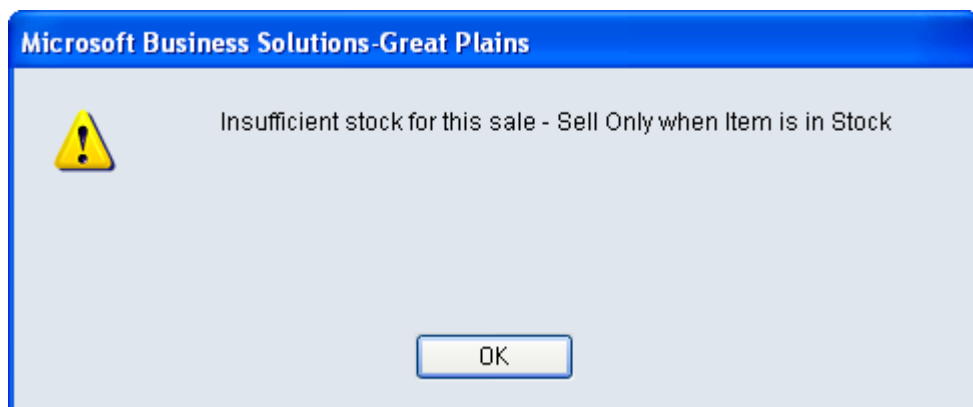 Microsoft Business Solutions-Great Plains
Insufficient stock for this sale - Sell Only when Item is in Stock
OK